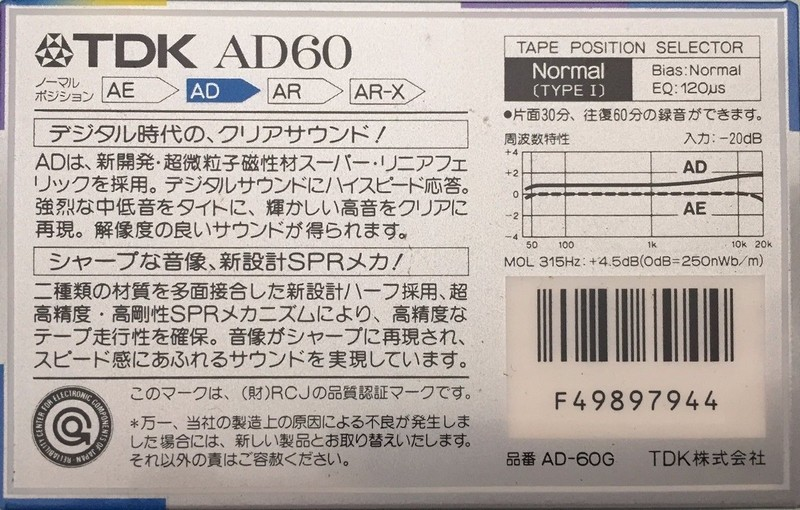 TDK AD60
ノーマル
ポジション
AE AD AR AR-X
デジタル時代の、クリアサウンド!
ADは、新開発・超微粒子磁性材スーパー・リニアフェ
リックを採用。デジタルサウンドにハイスピード応答。
強烈な中低音をタイトに、輝かしい高音をクリアに
再現。解像度の良いサウンドが得られます。
シャープな音像、新設計SPRメカ!
二種類の材質を多面接合した新設計ハーフ採用、超
高精度・高剛性SPRメカニズムにより、高精度な
テープ走行性を確保。音像がシャープに再現され、
スピード感にあふれるサウンドを実現しています。
RELIABILITY CENTER FOR ELECTRONIC COMPONENTS OF JAPAN
このマークは、(財)RCJの品質認証マークです。
*万一、当社の製造上の原因による不良が発生しま
した場合には、新しい製品とお取り替えいたします。
それ以外の責はご容赦ください。
TAPE POSITION SELECTOR
Normal
(TYPE I)
Bias:Normal
EQ:120μs
●片面30分、往復60分の録音ができます。
周波数特性 入力:-20dB
+4
+2
0
-2
-4
AD
AE
50 100 1k 10k 20k
MOL 315Hz:+4.5dB(0dB=250nWb/m)
F49897944
品番 AD-60G TDK株式会社